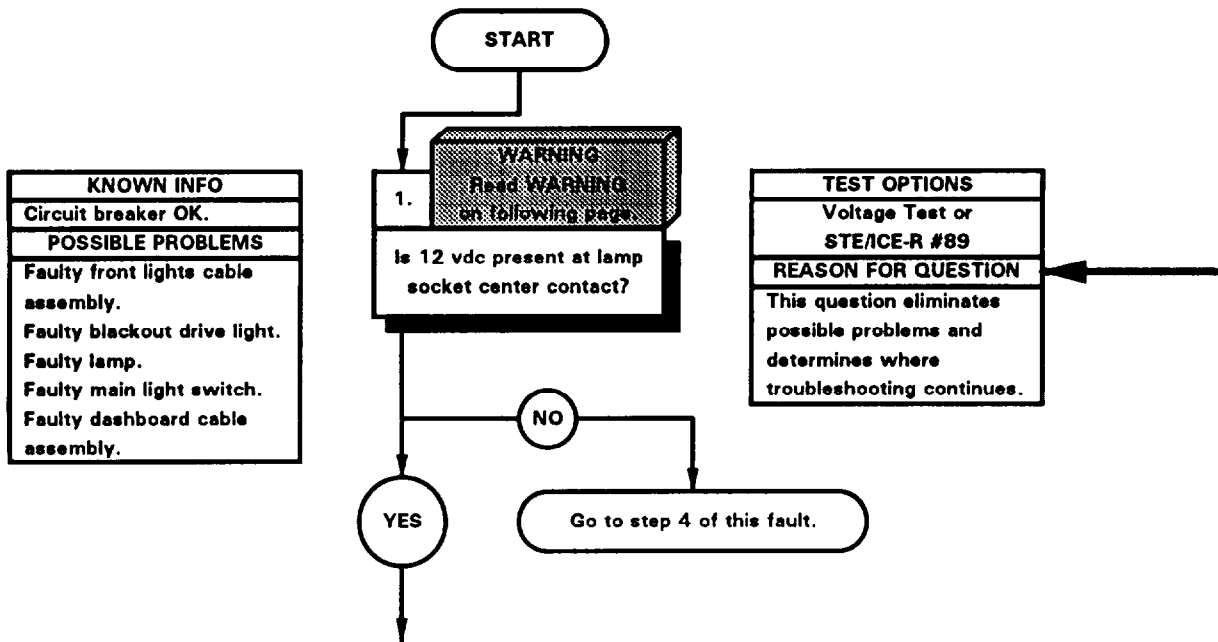 START
KNOWN INFO
Circuit breaker OK.
POSSIBLE PROBLEMS
Faulty front lights cable
assembly.
Faulty blackout drive light.
Faulty lamp.
Faulty main light switch.
Faulty dashboard cable
assembly.
1.
WARNING
Read WARNING
on following page.
Is 12 vdc present at lamp
socket center contact?
TEST OPTIONS
Voltage Test or
STE/ICE-R #89
REASON FOR QUESTION
This question eliminates
possible problems and
determines where
troubleshooting continues.
NO
YES
Go to step 4 of this fault.